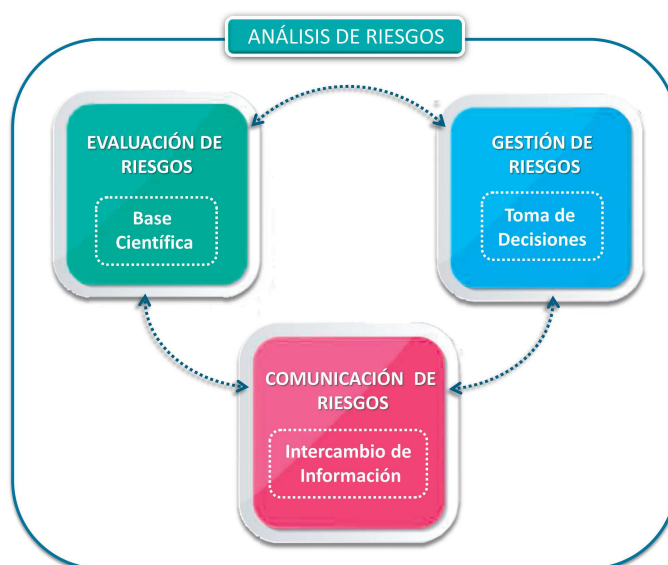 ANÁLISIS DE RIESGOS
EVALUACIÓN DE
RIESGOS
Base
Científica
GESTIÓN DE
RIESGOS
Toma de
Decisiones
COMUNICACIÓN DE
RIESGOS
Intercambio de
Información